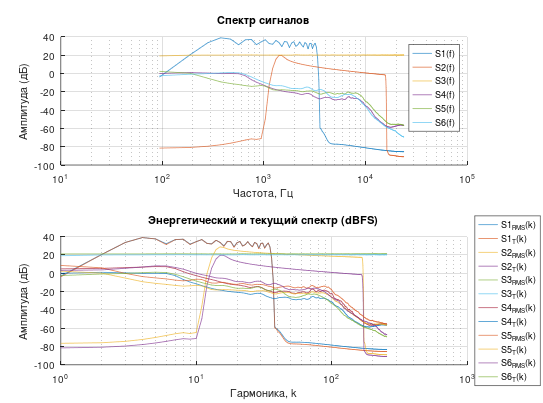 Спектр сигналов
Амплитуда (дБ)
40
20
0
-20
-40
-60
-80
-100
10¹
10²
10³
10⁴
10⁵
Частота, Гц
S1(f)
S2(f)
S3(f)
S4(f)
S5(f)
S6(f)
Энергетический и текущий спектр (dBFS)
Амплитуда (дБ)
40
20
0
-20
-40
-60
-80
-100
10⁰
10¹
10²
10³
Гармоника, k
S1RMS(k)
S1T(k)
S2RMS(k)
S2T(k)
S3RMS(k)
S3T(k)
S4RMS(k)
S4T(k)
S5RMS(k)
S5T(k)
S6RMS(k)
S6T(k)